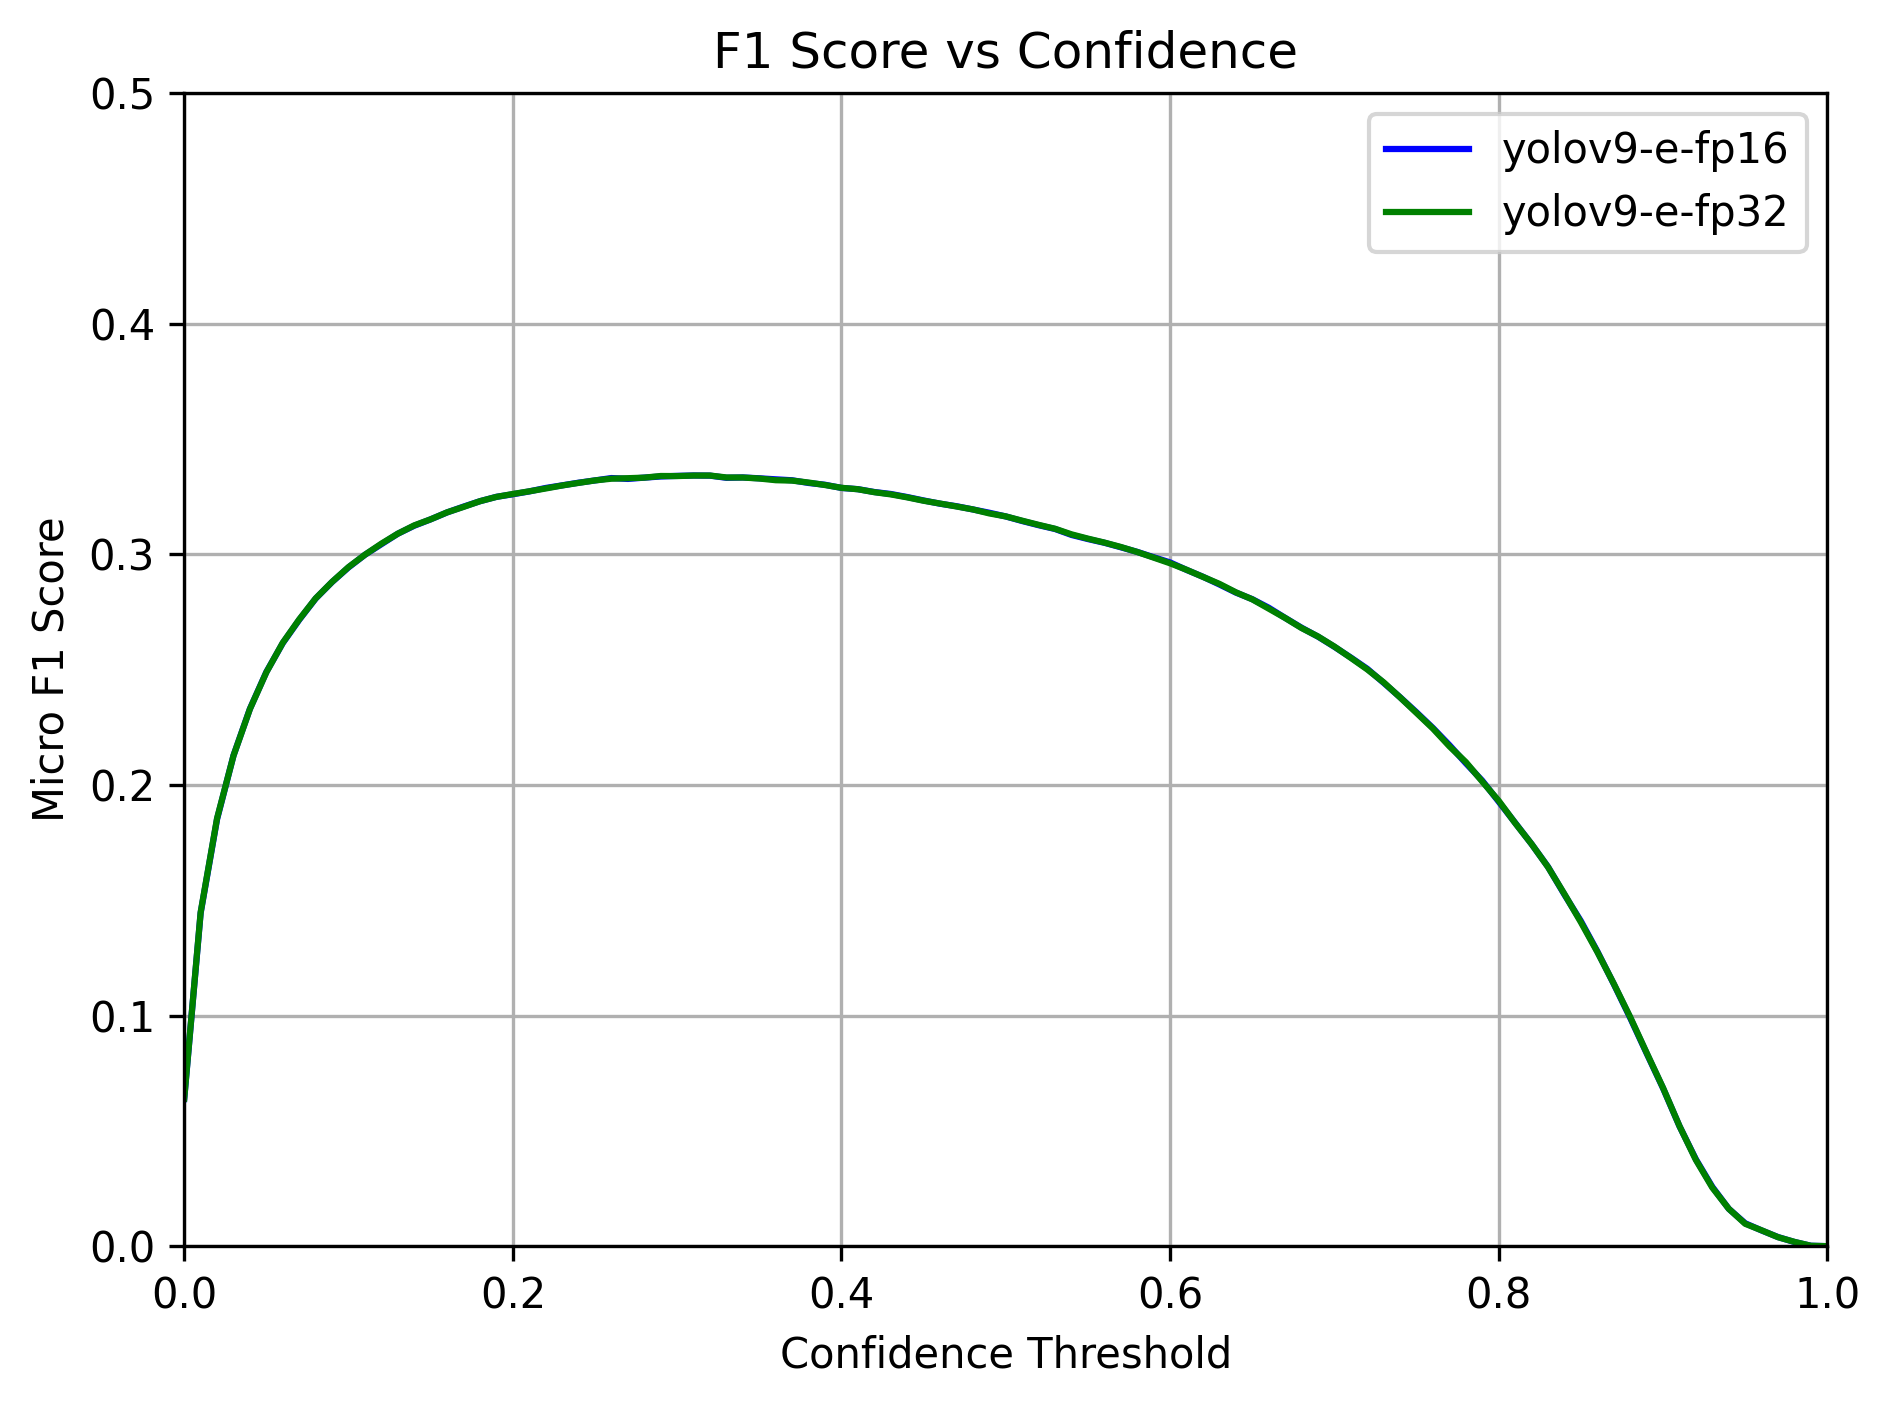 F1 Score vs Confidence
0.5
0.4
0.3
0.2
0.1
0.0
Micro F1 Score
yolov9-e-fp16
yolov9-e-fp32
0.0 0.2 0.4 0.6 0.8 1.0
Confidence Threshold